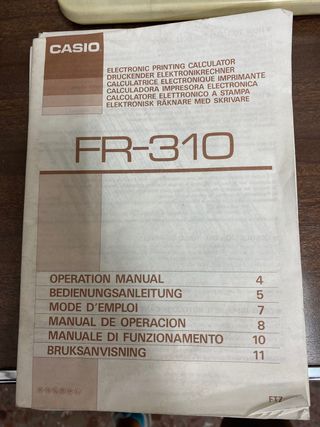 CASIO
ELECTRONIC PRINTING CALCULATOR
DRUCKENDER ELEKTRONIKRECHNER
CALCULATRICE ELECTRONIQUE IMPRIMANTE
CALCULADORA IMPRESORA ELECTRONICA
CALCOLATORE ELETTRONICO A STAMPA
ELEKTRONISK RÄKNARE MED SKRIVARE
FR-310
OPERATION MANUAL 4
BEDIENUNGSANLEITUNG 5
MODE D'EMPLOI 7
MANUAL DE OPERACION 8
MANUALE DI FUNZIONAMENTO 10
BRUKSANVISNING 11